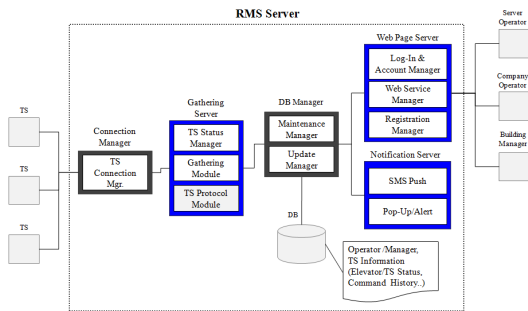 RMS Server
Server
Operator
Company
Operator
Building
Manager
TS
TS
TS
Connection
Manager
TS
Connection
Mgr.
Gathering
Server
TS Status
Manager
Gathering
Module
TS Protocol
Module
DB Manager
Maintenance
Manager
Update
Manager
Web Page Server
Log-In &
Account Manager
Web Service
Manager
Registration
Manager
Notification Server
SMS Push
Pop-Up/Alert
DB
Operator /Manager,
TS Information
(Elevator/TS Status,
Command History..)